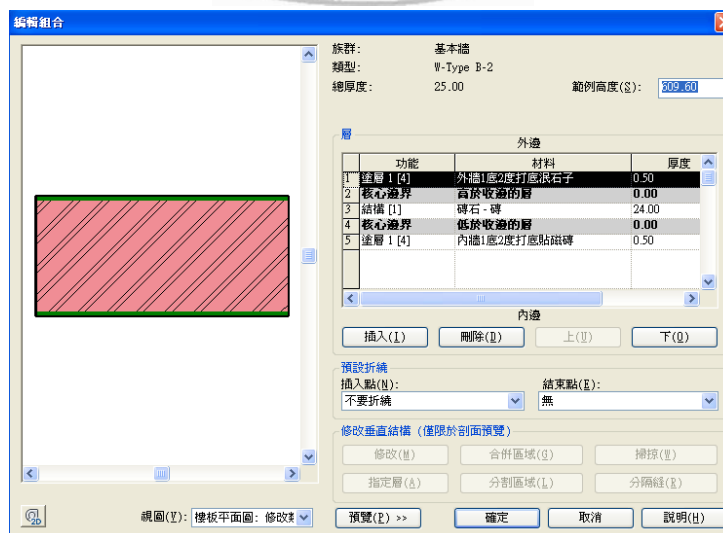 編輯組合
族群: 基本牆
類型: W-Type B-2
總厚度: 25.00 範例高度(S): 609.60
層
外邊
功能 材料 厚度
1 塗層 1 [4] 外牆1底2度打底泯石子 0.50
2 核心邊界 高於收邊的層 0.00
3 結構 [1] 磚石 - 磚 24.00
4 核心邊界 低於收邊的層 0.00
5 塗層 1 [4] 內牆1底2度打底貼磁磚 0.50
內邊
插入(I) 刪除(D) 上(U) 下(O)
預設折繞
插入點(N): 結束點(E):
不要折繞 無
修改垂直結構 (僅限於剖面預覽)
修改(M) 合併區域(G) 掃掠(W)
指定層(A) 分割區域(L) 分隔縫(R)
2D 視圖(V): 樓板平面圖: 修改 預覽(P) >> 確定 取消 說明(H)